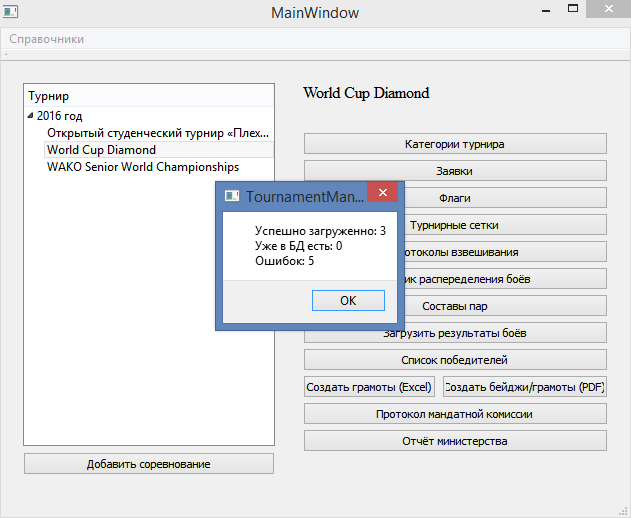 MainWindow
Справочники
Турнир
2016 год
Открытый студенческий турнир «Плех...
World Cup Diamond
WAKO Senior World Championships
Добавить соревнование
World Cup Diamond
Категории турнира
Заявки
Флаги
Турнирные сетки
отоколы взвешивания
ик распеределения боёв
Составы пар
Загрузить результаты боёв
Список победителей
Создать грамоты (Excel) Создать бейджи/грамоты (PDF)
Протокол мандатной комиссии
Отчёт министерства
TournamentMan...
Успешно загруженно: 3
Уже в БД есть: 0
Ошибок: 5
OK